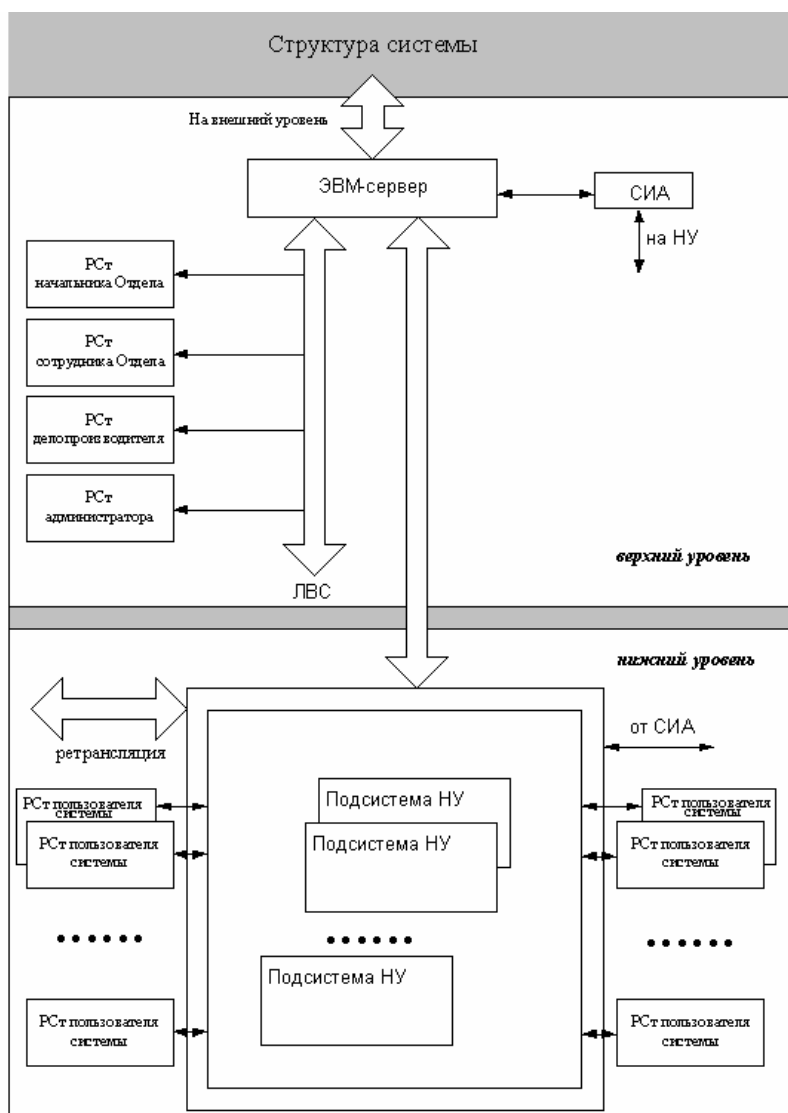 Структура системы
На внешний уровень
ЭВМ-сервер
СИА
на НУ
РСт
начальника Отдела
РСт
сотрудника Отдела
РСт
делопроизводителя
РСт
администратора
ЛВС
верхний уровень
нижний уровень
ретрансляция
от СИА
РСт пользователя
системы
РСт пользователя
системы
Подсистема НУ
Подсистема НУ
РСт пользователя
системы
РСт пользователя
системы
Подсистема НУ
РСт пользователя
системы
РСт пользователя
системы